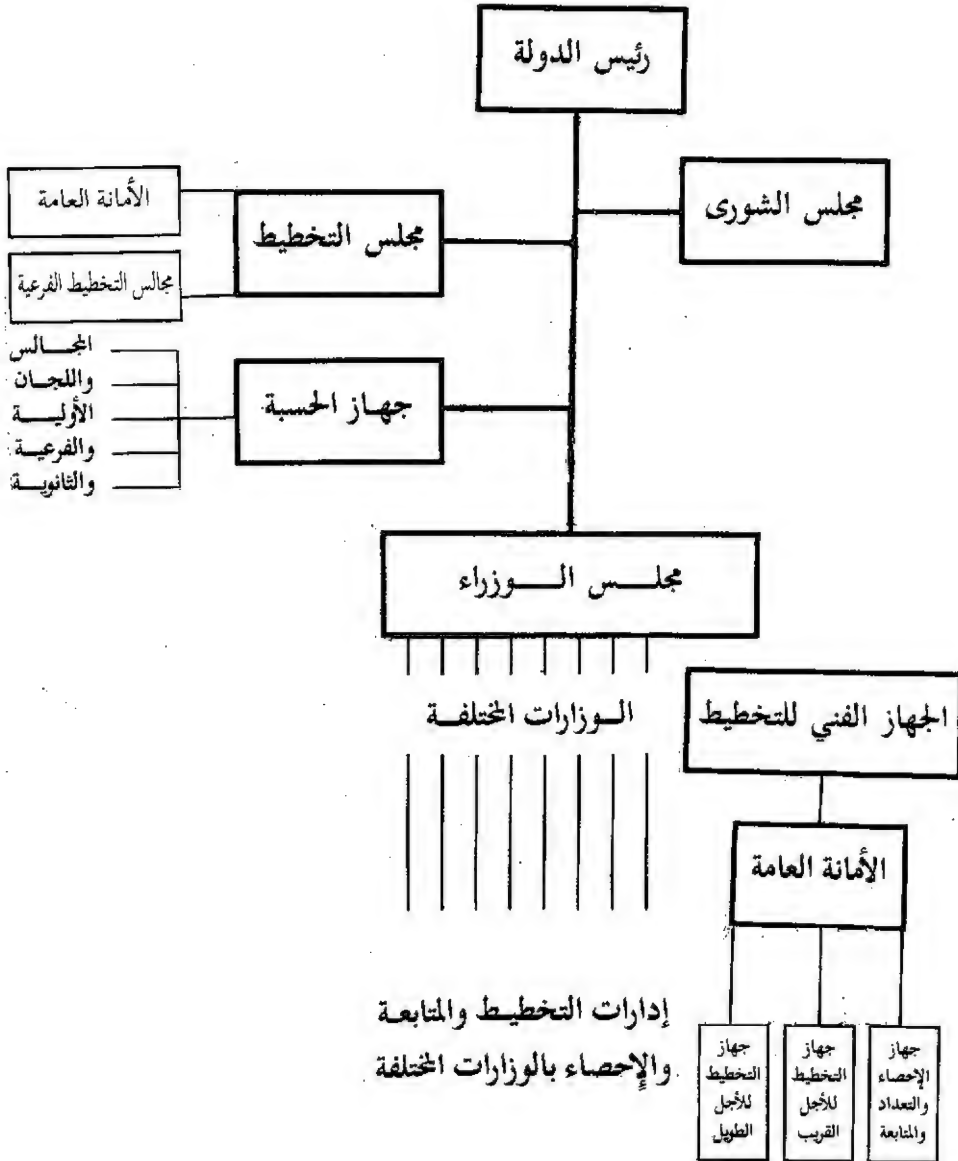 رئيس الدولة
مجلس الشورى
مجلس التخطيط
الأمانة العامة
مجالس التخطيط الفرعية
جهاز الحسبة
المجالس
واللجان
الأولية
والفرعية
والثانوية
مجلس الوزراء
الوزارات المختلفة
الجهاز الفني للتخطيط
الأمانة العامة
جهاز
الإحصاء
والتعداد
والمتابعة
جهاز
التخطيط
للأجل
القريب
جهاز
التخطيط
للأجل
الطويل
إدارات التخطيط والمتابعة
والإحصاء بالوزارات المختلفة